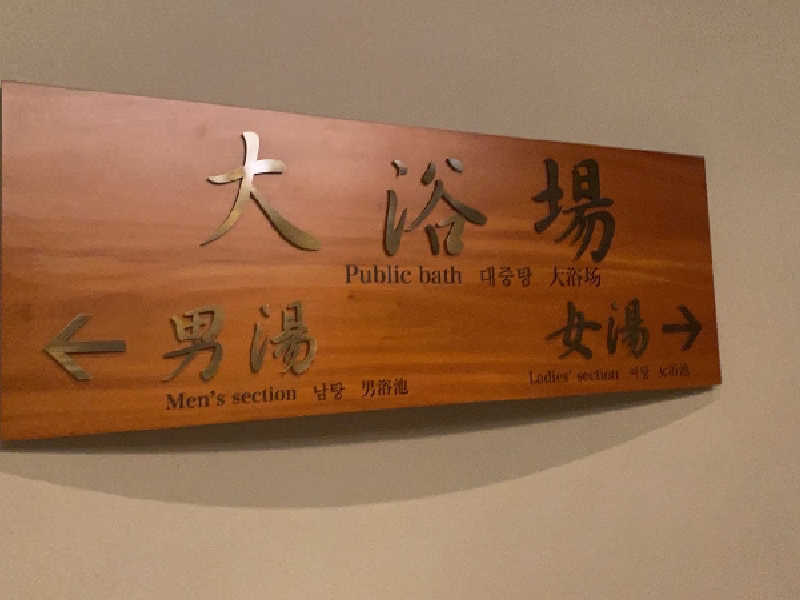 大浴場
Public bath 대중탕 大浴场
← 男湯
Men's section 남탕 男浴池
女湯 →
Ladies' section 여탕 女浴池